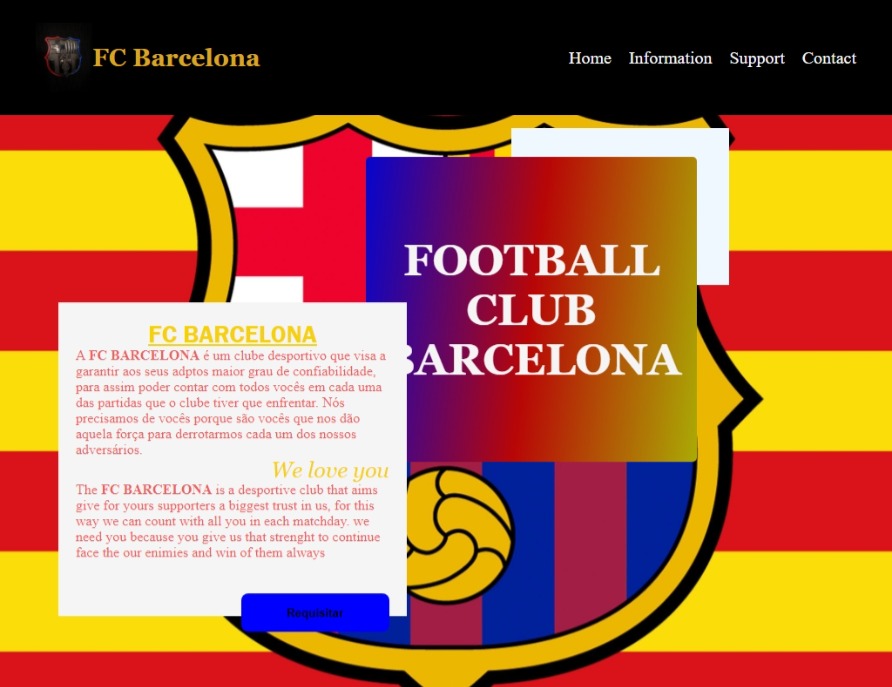 FC Barcelona
Home Information Support Contact
FOOTBALL
CLUB
BARCELONA
FC BARCELONA
A FC BARCELONA é um clube desportivo que visa a
garantir aos seus adptos maior grau de confiabilidade,
para assim poder contar com todos vocês em cada uma
das partidas que o clube tiver que enfrentar. Nós
precisamos de vocês porque são vocês que nos dão
aquela força para derrotarmos cada um dos nossos
adversários.
We love you
The FC BARCELONA is a desportive club that aims
give for yours supporters a biggest trust in us, for this
way we can count with all you in each matchday. we
need you because you give us that strenght to continue
face the our enimies and win of them always
Requisitar